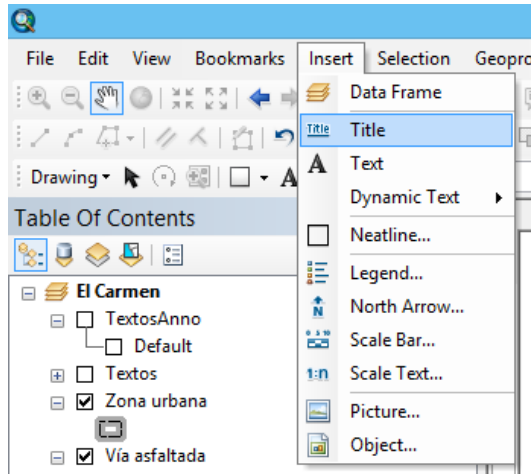 File Edit View Bookmarks Insert Selection Geopro
Data Frame
Title Title
A Text
Drawing A
Dynamic Text
Table Of Contents
Neatline...
Legend...
El Carmen
N North Arrow...
TextosAnno
Default
Scale Bar...
Textos
1:n Scale Text...
Zona urbana
Picture...
Object...
Vía asfaltada